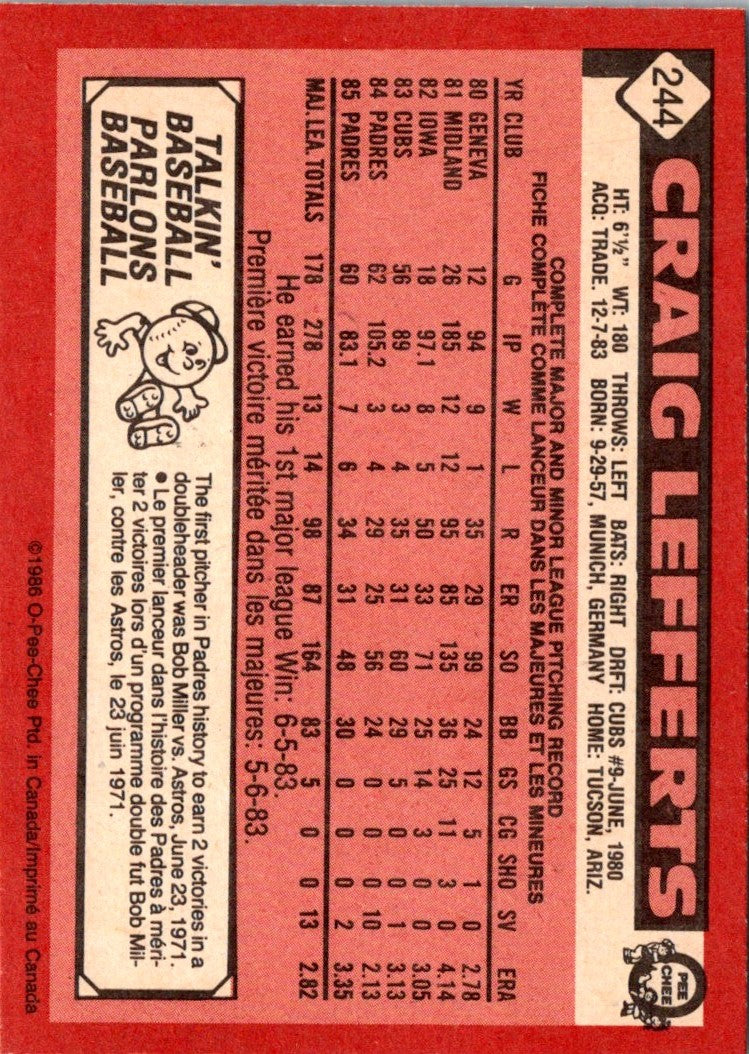 244
CRAIG LEFFERTS
O PEE CHEE
HT: 6'½" WT: 180 THROWS: LEFT BATS: RIGHT DRFT: CUBS #9-JUNE, 1980
ACQ: TRADE, 12-7-83 BORN: 9-29-57, MUNICH, GERMANY HOME: TUCSON, ARIZ.
COMPLETE MAJOR AND MINOR LEAGUE PITCHING RECORD
FICHE COMPLÈTE COMME LANCEUR DANS LES MAJEURES ET LES MINEURES
YR CLUB G IP W L R ER SO BB GS CG SHO SV ERA
80 GENEVA 12 94 9 1 35 29 99 24 12 5 1 0 2.78
81 MIDLAND 26 185 12 12 95 85 135 36 25 11 3 0 4.14
82 IOWA 18 97.1 8 5 50 33 71 25 14 3 0 0 3.05
83 CUBS 56 89 3 4 35 31 60 29 5 0 0 1 3.13
84 PADRES 62 105.2 3 4 29 25 56 24 0 0 0 10 2.13
85 PADRES 60 83.1 7 6 34 31 48 30 0 0 0 2 3.35
MAJ. LEA. TOTALS 178 278 13 14 98 87 164 83 5 0 0 13 2.82
He earned his 1st major league Win: 6-5-83.
Première victoire méritée dans les majeures: 5-6-83.
TALKIN'
BASEBALL
PARLONS
BASEBALL
The first pitcher in Padres history to earn 2 victories in a
doubleheader was Bob Miller vs. Astros, June 23, 1971.
● Le premier lanceur dans l'histoire des Padres à méri-
ter 2 victoires lors d'un programme double fut Bob Mil-
ler, contre les Astros, le 23 juin 1971.
©1986 O-Pee-Chee Ptd. in Canada/Imprimé au Canada